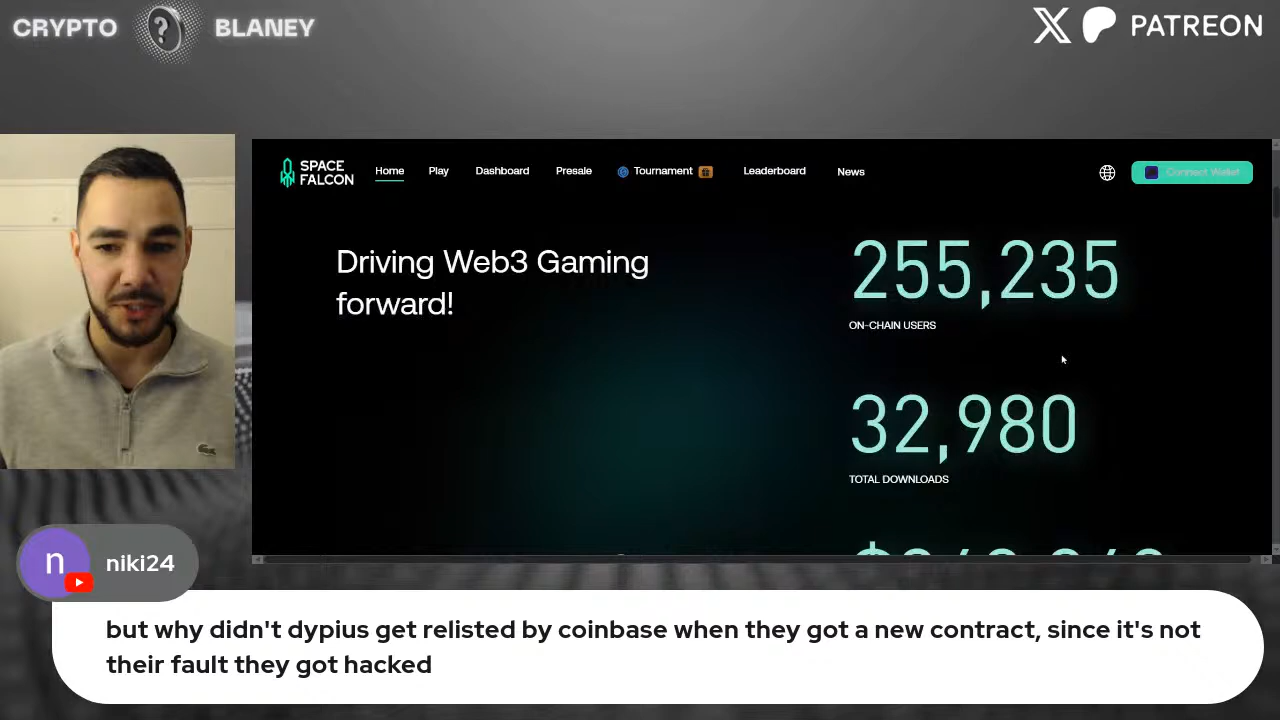 CRYPTO ? BLANEY
PATREON
SPACE FALCON
Home Play Dashboard Presale Tournament Leaderboard News Connect Wallet
Driving Web3 Gaming
forward!
255,235
ON-CHAIN USERS
32,980
TOTAL DOWNLOADS
n niki24
but why didn't dypius get relisted by coinbase when they got a new contract, since it's not
their fault they got hacked